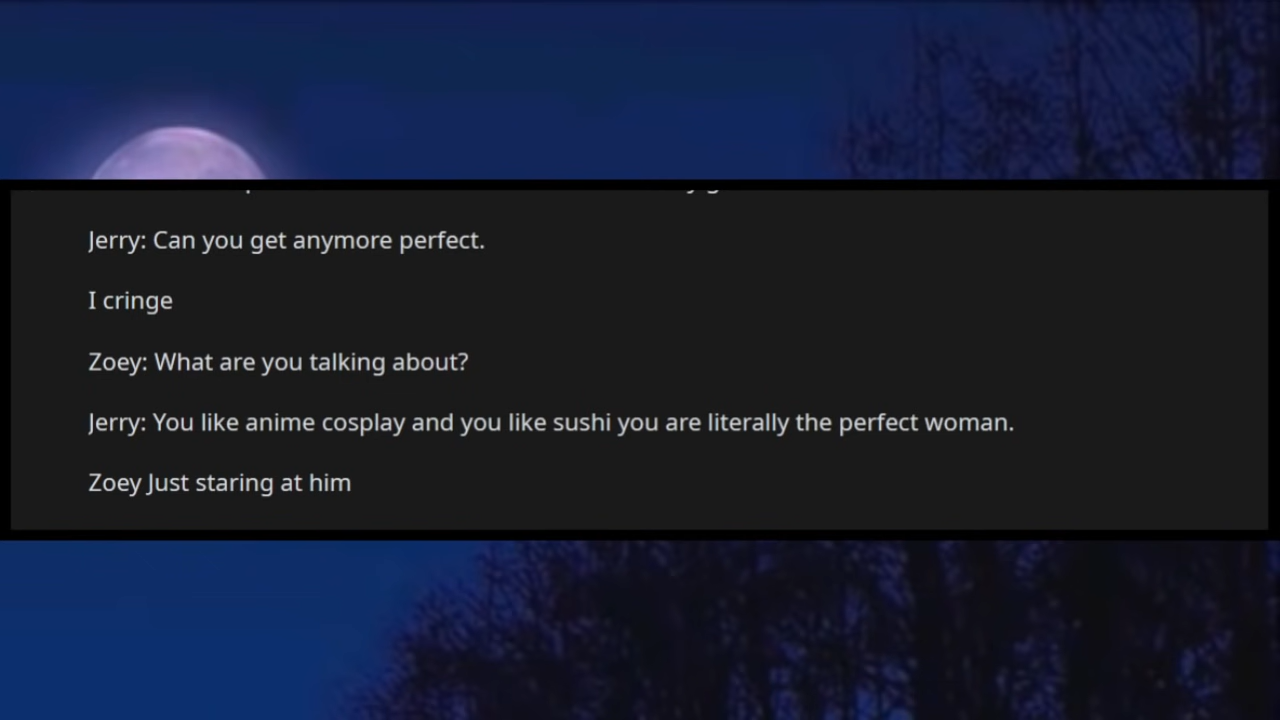 Jerry: Can you get anymore perfect.
I cringe
Zoey: What are you talking about?
Jerry: You like anime cosplay and you like sushi you are literally the perfect woman.
Zoey Just staring at him